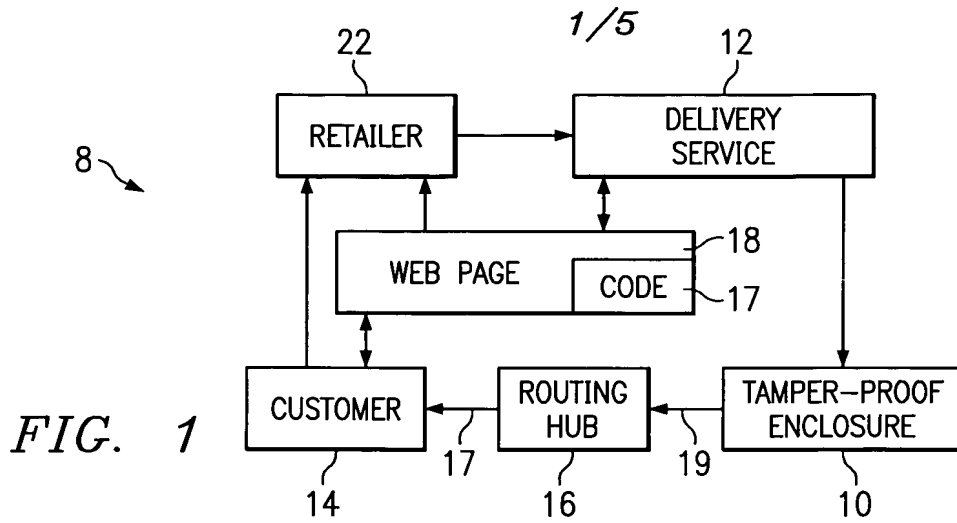 1/5
22
12
RETAILER
DELIVERY
SERVICE
8
18
WEB PAGE
CODE
17
CUSTOMER
ROUTING
HUB
TAMPER-PROOF
ENCLOSURE
17
19
FIG. 1
14
16
10